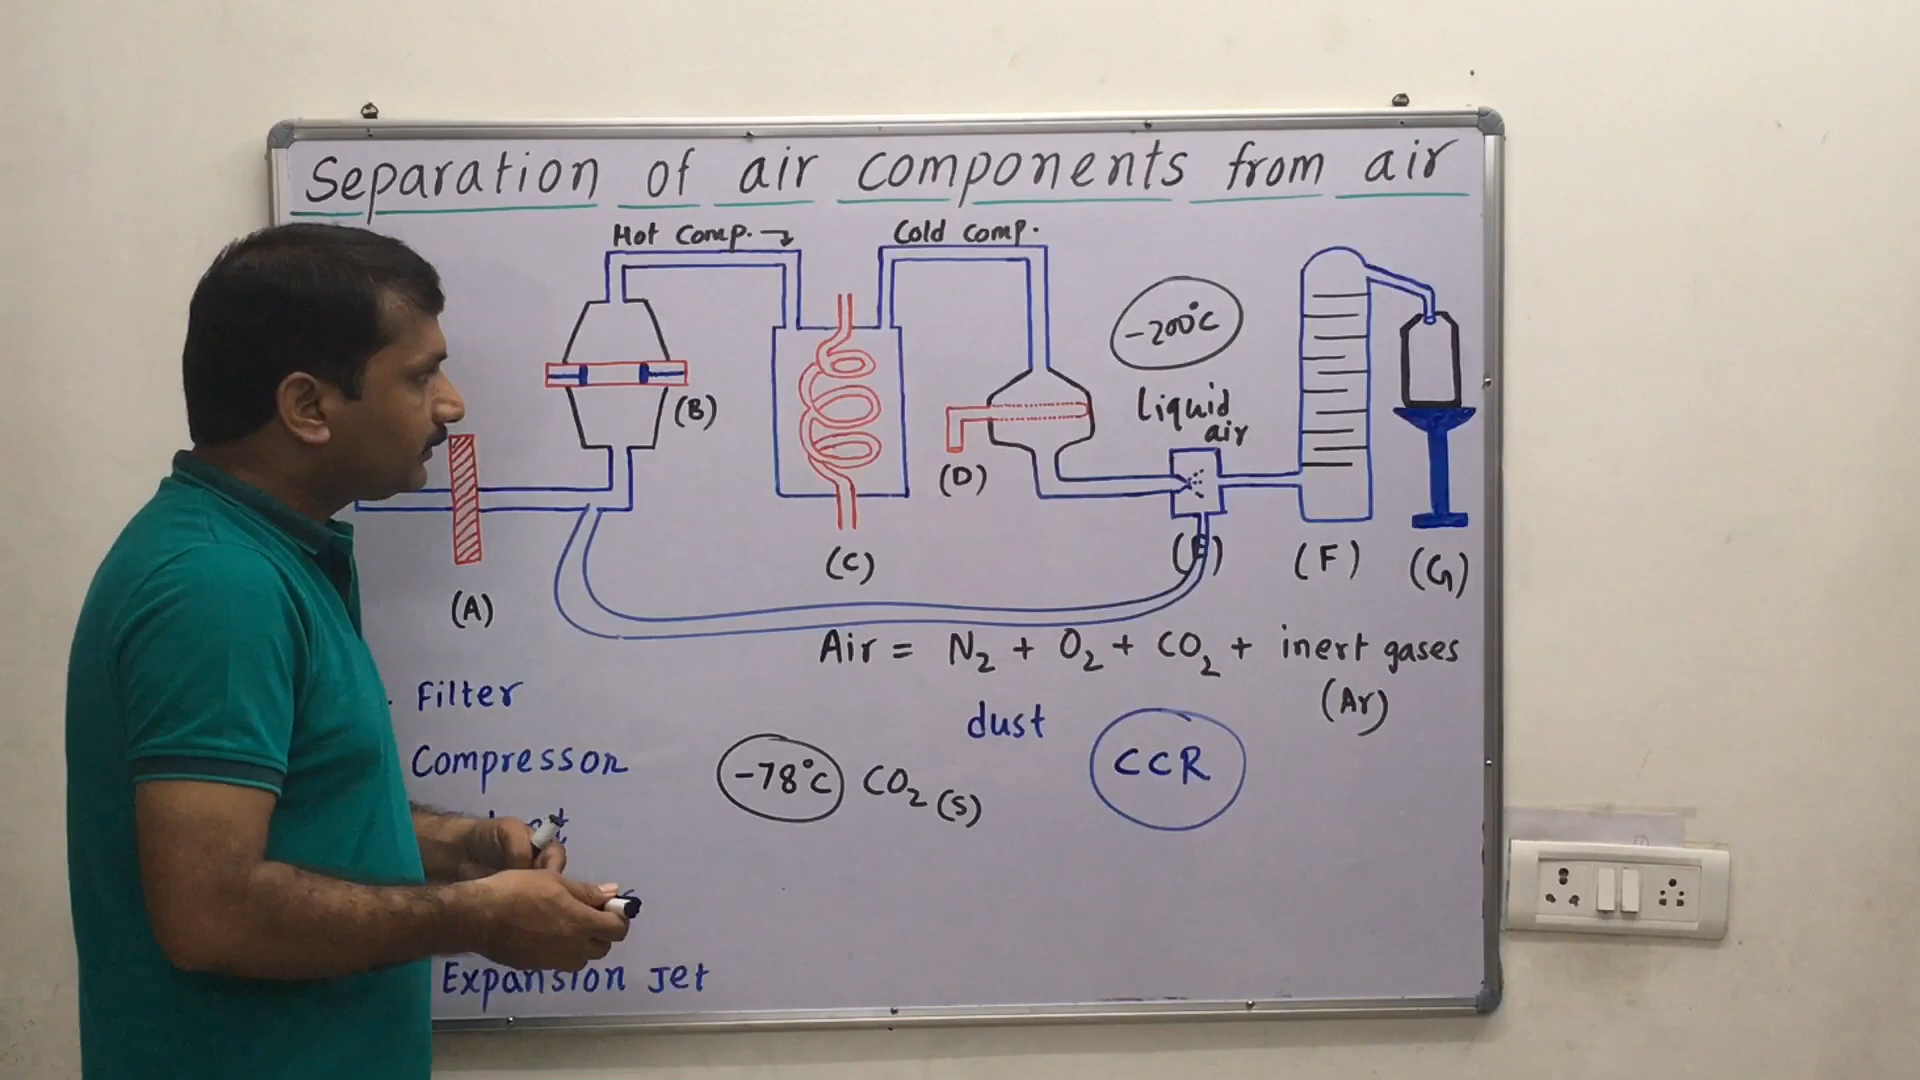 Separation of air components from air
Hot Comp. →
Cold comp.
-200°C
Liquid
air
(B)
(D)
(C)
(F)
(G)
(A)
Air = N₂ + O₂ + CO₂ + inert gases
(Ar)
Filter
dust
Compressor
-78°C CO₂ (s)
CCR
Expansion Jet